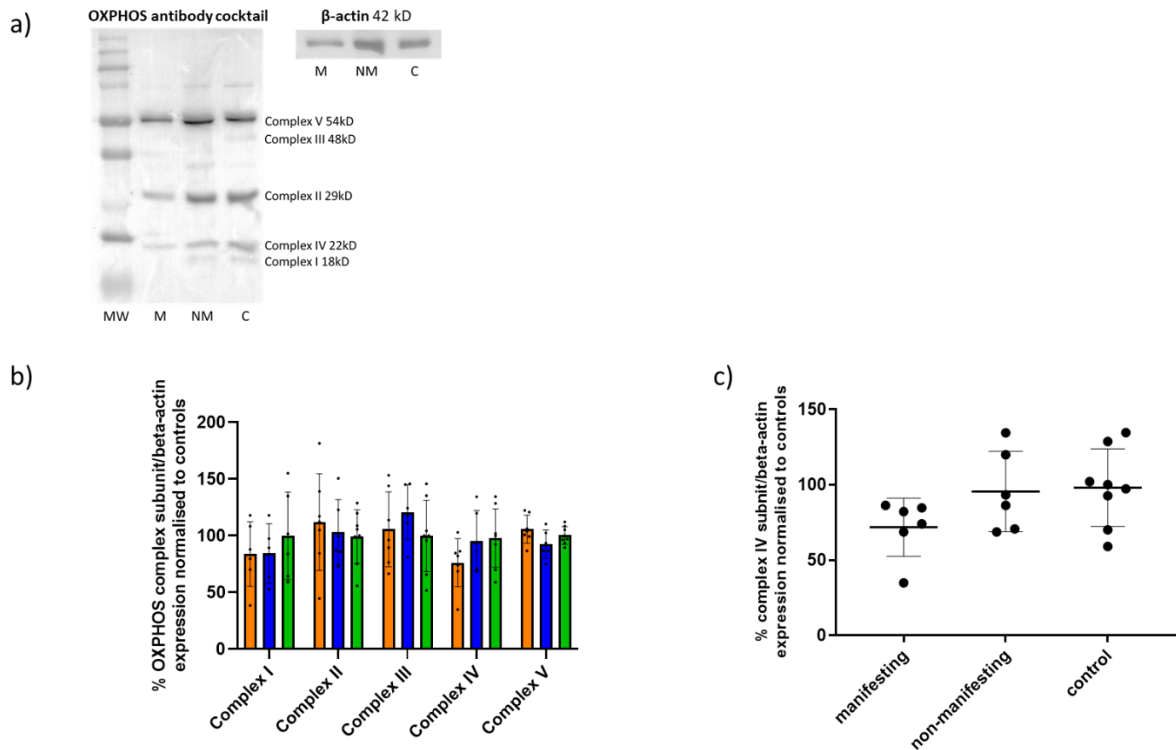 a)
OXPHOS antibody cocktail
β-actin 42 kD
M NM C
Complex V 54kD
Complex III 48kD
Complex II 29kD
Complex IV 22kD
Complex I 18kD
MW M NM C
b)
% OXPHOS complex subunit/beta-actin
expression normalised to controls
200
150
100
50
0
Complex I
Complex II
Complex III
Complex IV
Complex V
c)
% complex IV subnit/beta-actin
expression normalised to controls
150
100
50
0
manifesting
non-manifesting
control